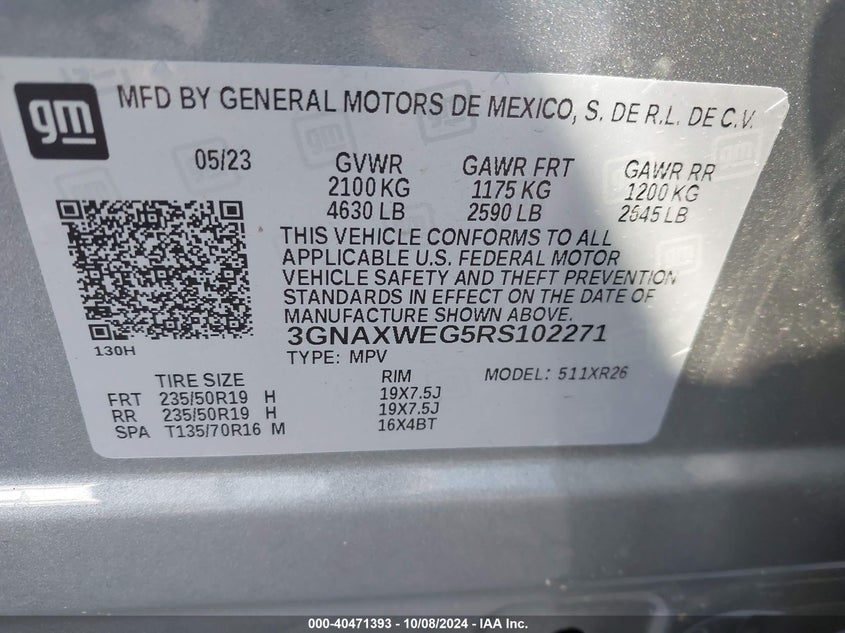 gm
MFD BY GENERAL MOTORS DE MEXICO, S. DE R.L. DE C.V.
05/23 GVWR GAWR FRT GAWR RR
2100 KG 1175 KG 1200 KG
4630 LB 2590 LB 2645 LB
THIS VEHICLE CONFORMS TO ALL
APPLICABLE U.S. FEDERAL MOTOR
VEHICLE SAFETY AND THEFT PREVENTION
STANDARDS IN EFFECT ON THE DATE OF
MANUFACTURE SHOWN ABOVE.
3GNAXWEG5RS102271
130H
TYPE: MPV
MODEL: 511XR26
TIRE SIZE RIM
FRT 235/50R19 H 19X7.5J
RR 235/50R19 H 19X7.5J
SPA T135/70R16 M 16X4BT
000-40471393 - 10/08/2024 - IAA Inc.